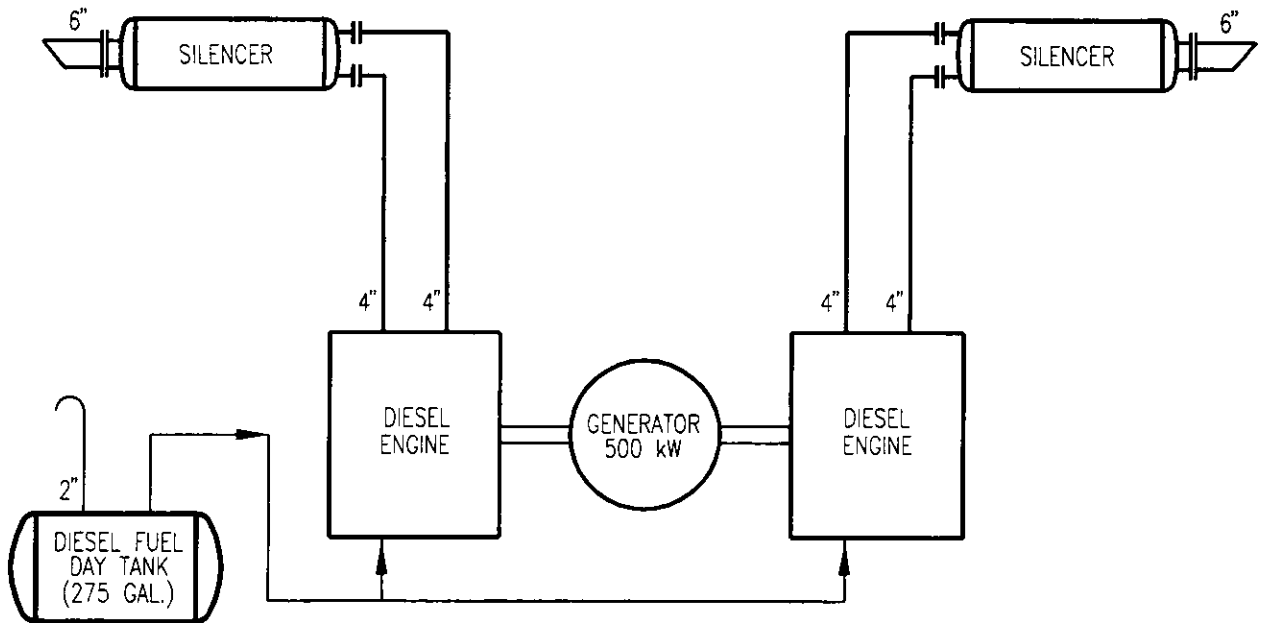 6"
SILENCER
SILENCER
6"
4"
4"
4"
4"
DIESEL
ENGINE
GENERATOR
500 kW
DIESEL
ENGINE
2"
DIESEL FUEL
DAY TANK
(275 GAL.)